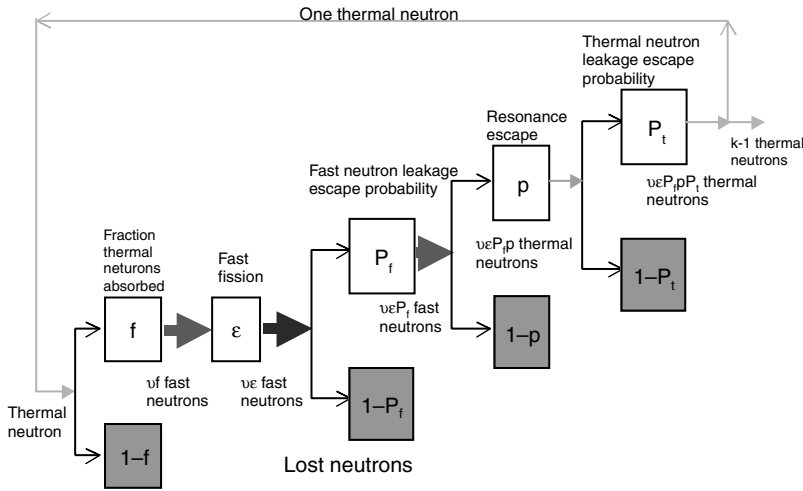 One thermal neutron
Thermal neutron
leakage escape
probability
P_t
k-1 thermal
neutrons
υεP_fpP_t thermal
neutrons
1–P_t
Resonance
escape
p
υεP_fp thermal
neutrons
1–p
Fast neutron leakage
escape probability
P_f
υεP_f fast
neutrons
1–P_f
Fast
fission
ε
υε fast
neutrons
Fraction
thermal
neturons
absorbed
f
υf fast
neutrons
Thermal
neutron
1–f
Lost neutrons